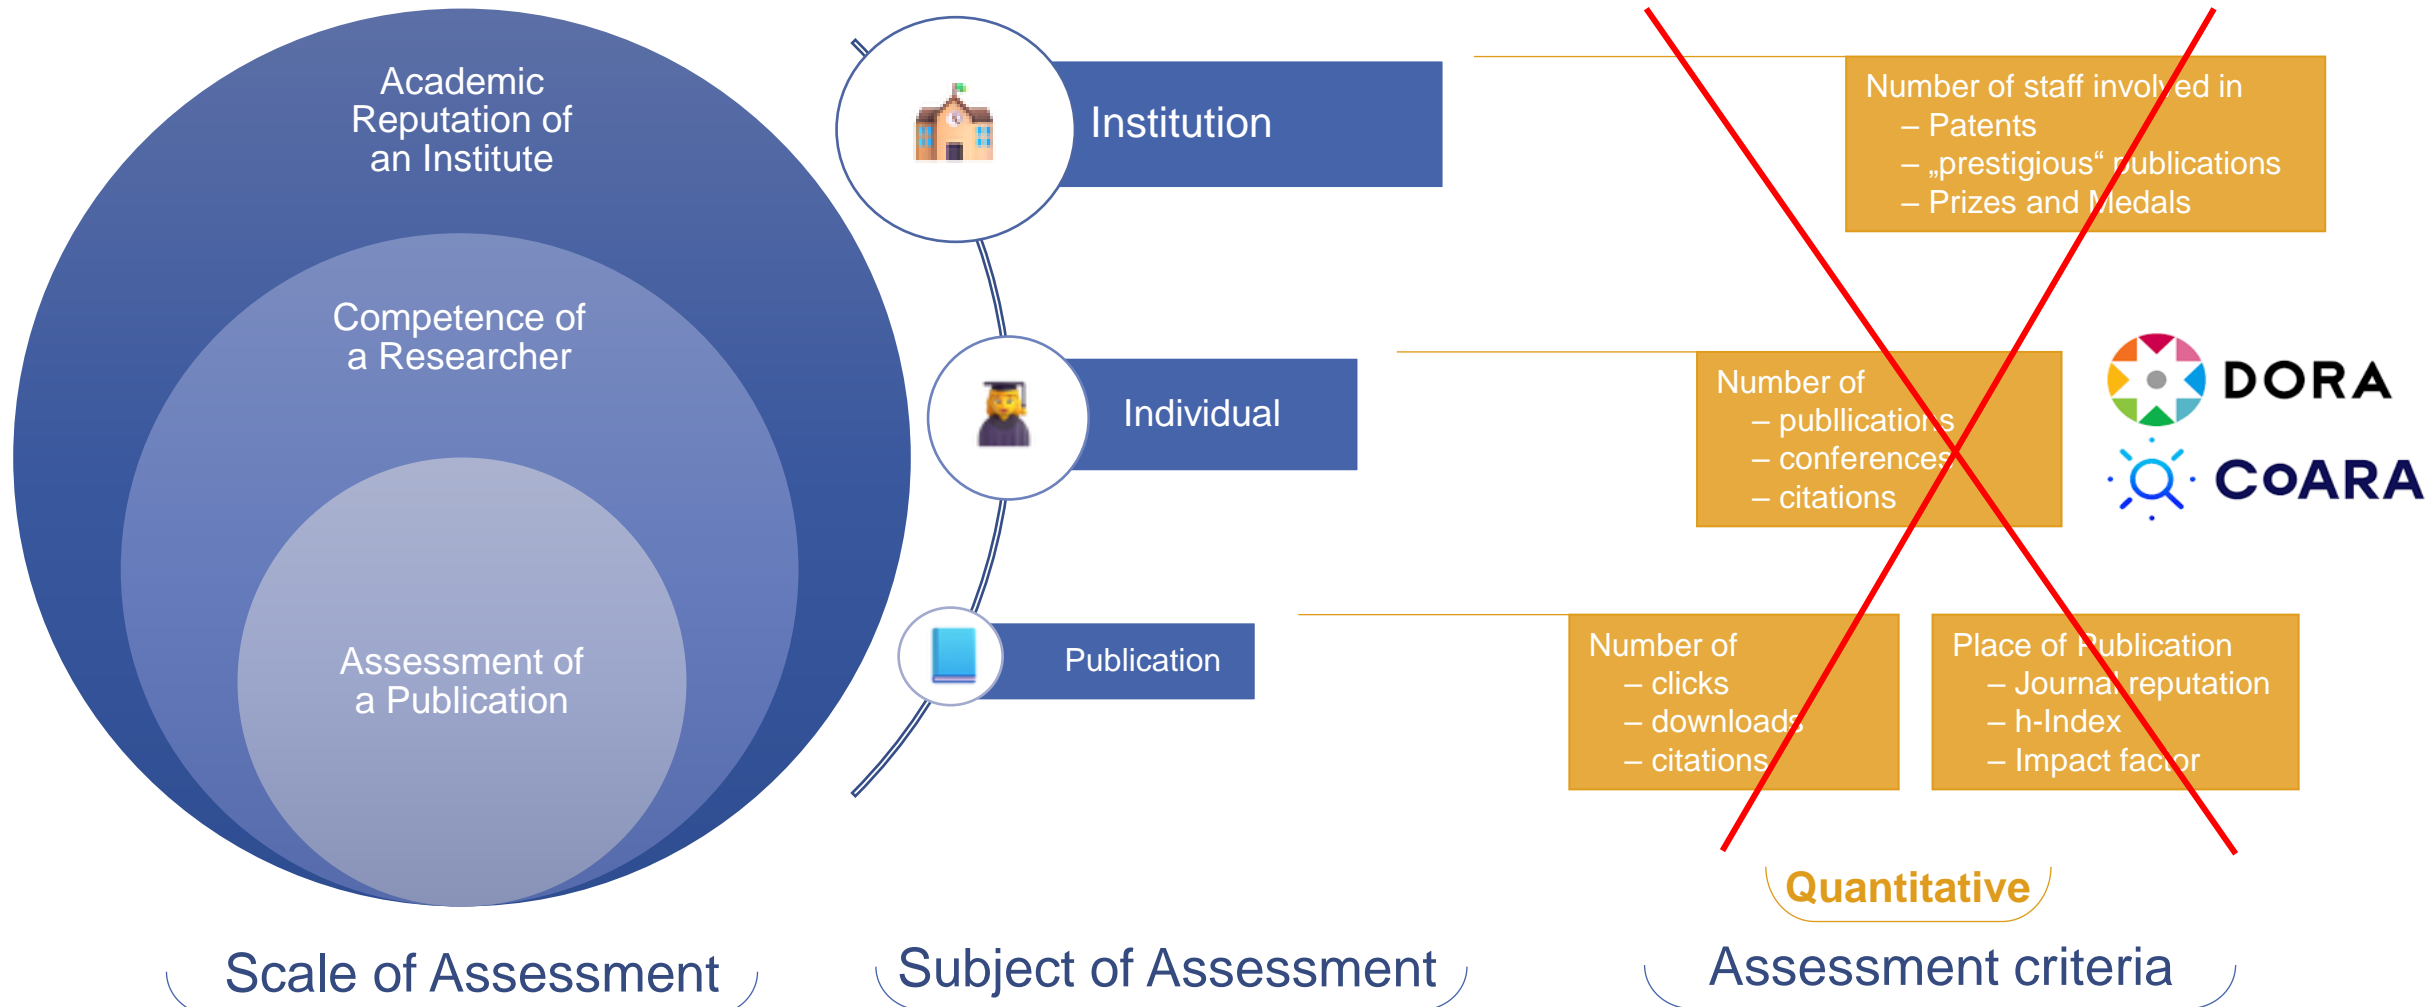 Academic
Reputation of
an Institute
Competence of
a Researcher
Assessment of
a Publication
Scale of Assessment
Institution
Individual
Publication
Subject of Assessment
Number of staff involved in
– Patents
– „prestigious“ publications
– Prizes and Medals
Number of
– publlications
– conferences
– citations
DORA
CoARA
Number of
– clicks
– downloads
– citations
Place of Publication
– Journal reputation
– h-Index
– Impact factor
Quantitative
Assessment criteria